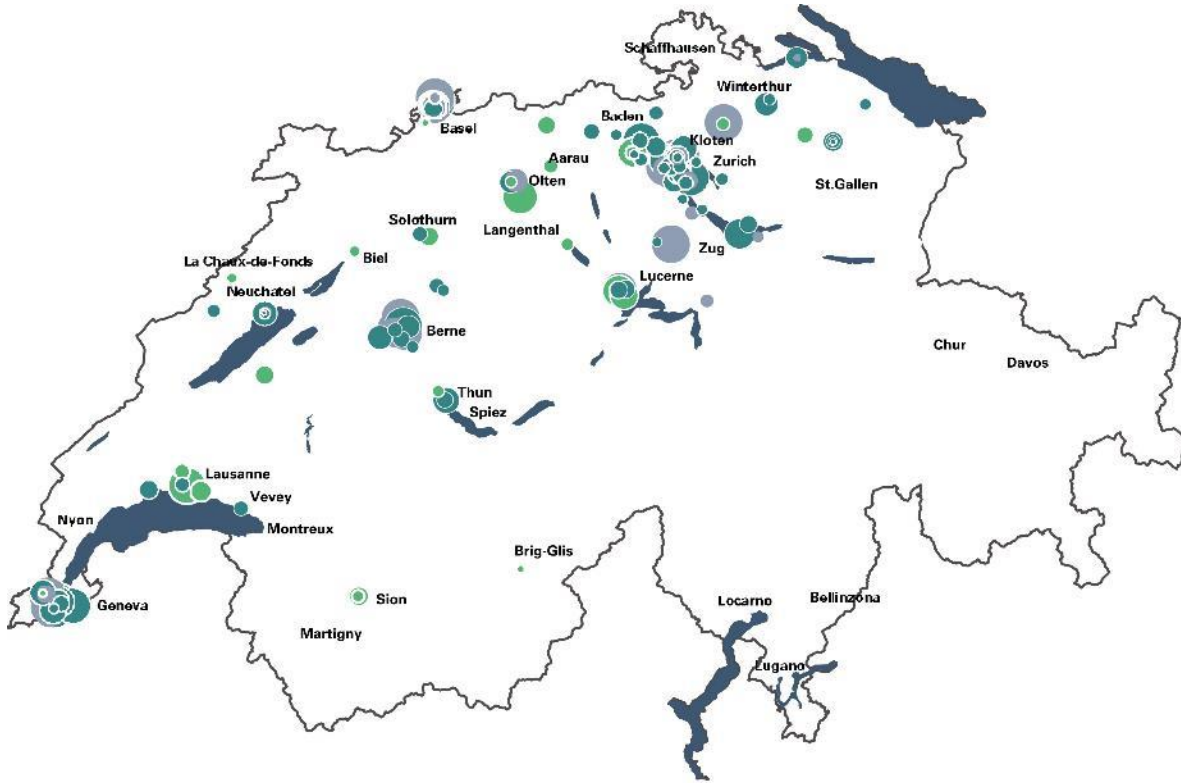 Schaffhausen
Winterthur
Baden
Basel
Kloten
Aarau
Zurich
Olten
St.Gallen
Solothurn
Langenthal
Zug
Biel
La Chaux-de-Fonds
Lucerne
Neuchatel
Berne
Chur
Davos
Thun
Spiez
Lausanne
Vevey
Nyon
Montreux
Brig-Glis
Geneva
Sion
Locarno
Bellinzona
Martigny
Lugano